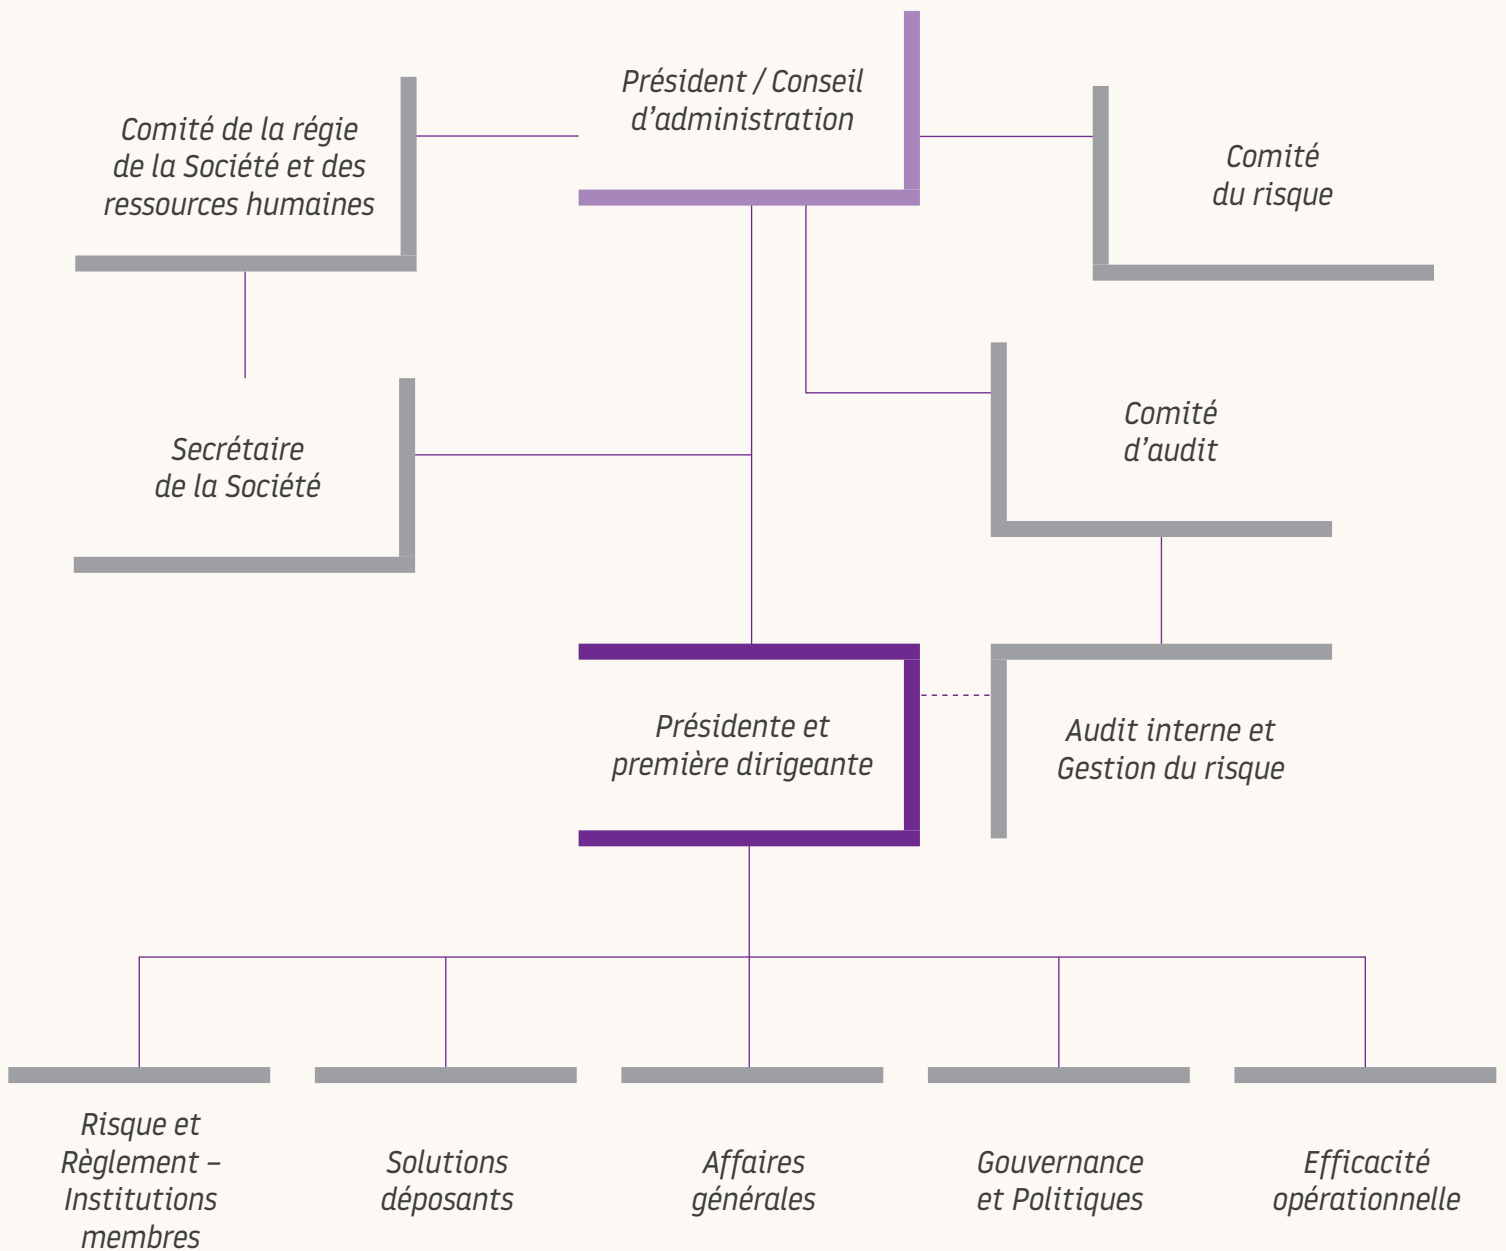 Président / Conseil
d’administration
Comité de la régie
de la Société et des
ressources humaines
Comité
du risque
Secrétaire
de la Société
Comité
d’audit
Présidente et
première dirigeante
Audit interne et
Gestion du risque
Risque et
Règlement –
Institutions
membres
Solutions
déposants
Affaires
générales
Gouvernance
et Politiques
Efficacité
opérationnelle